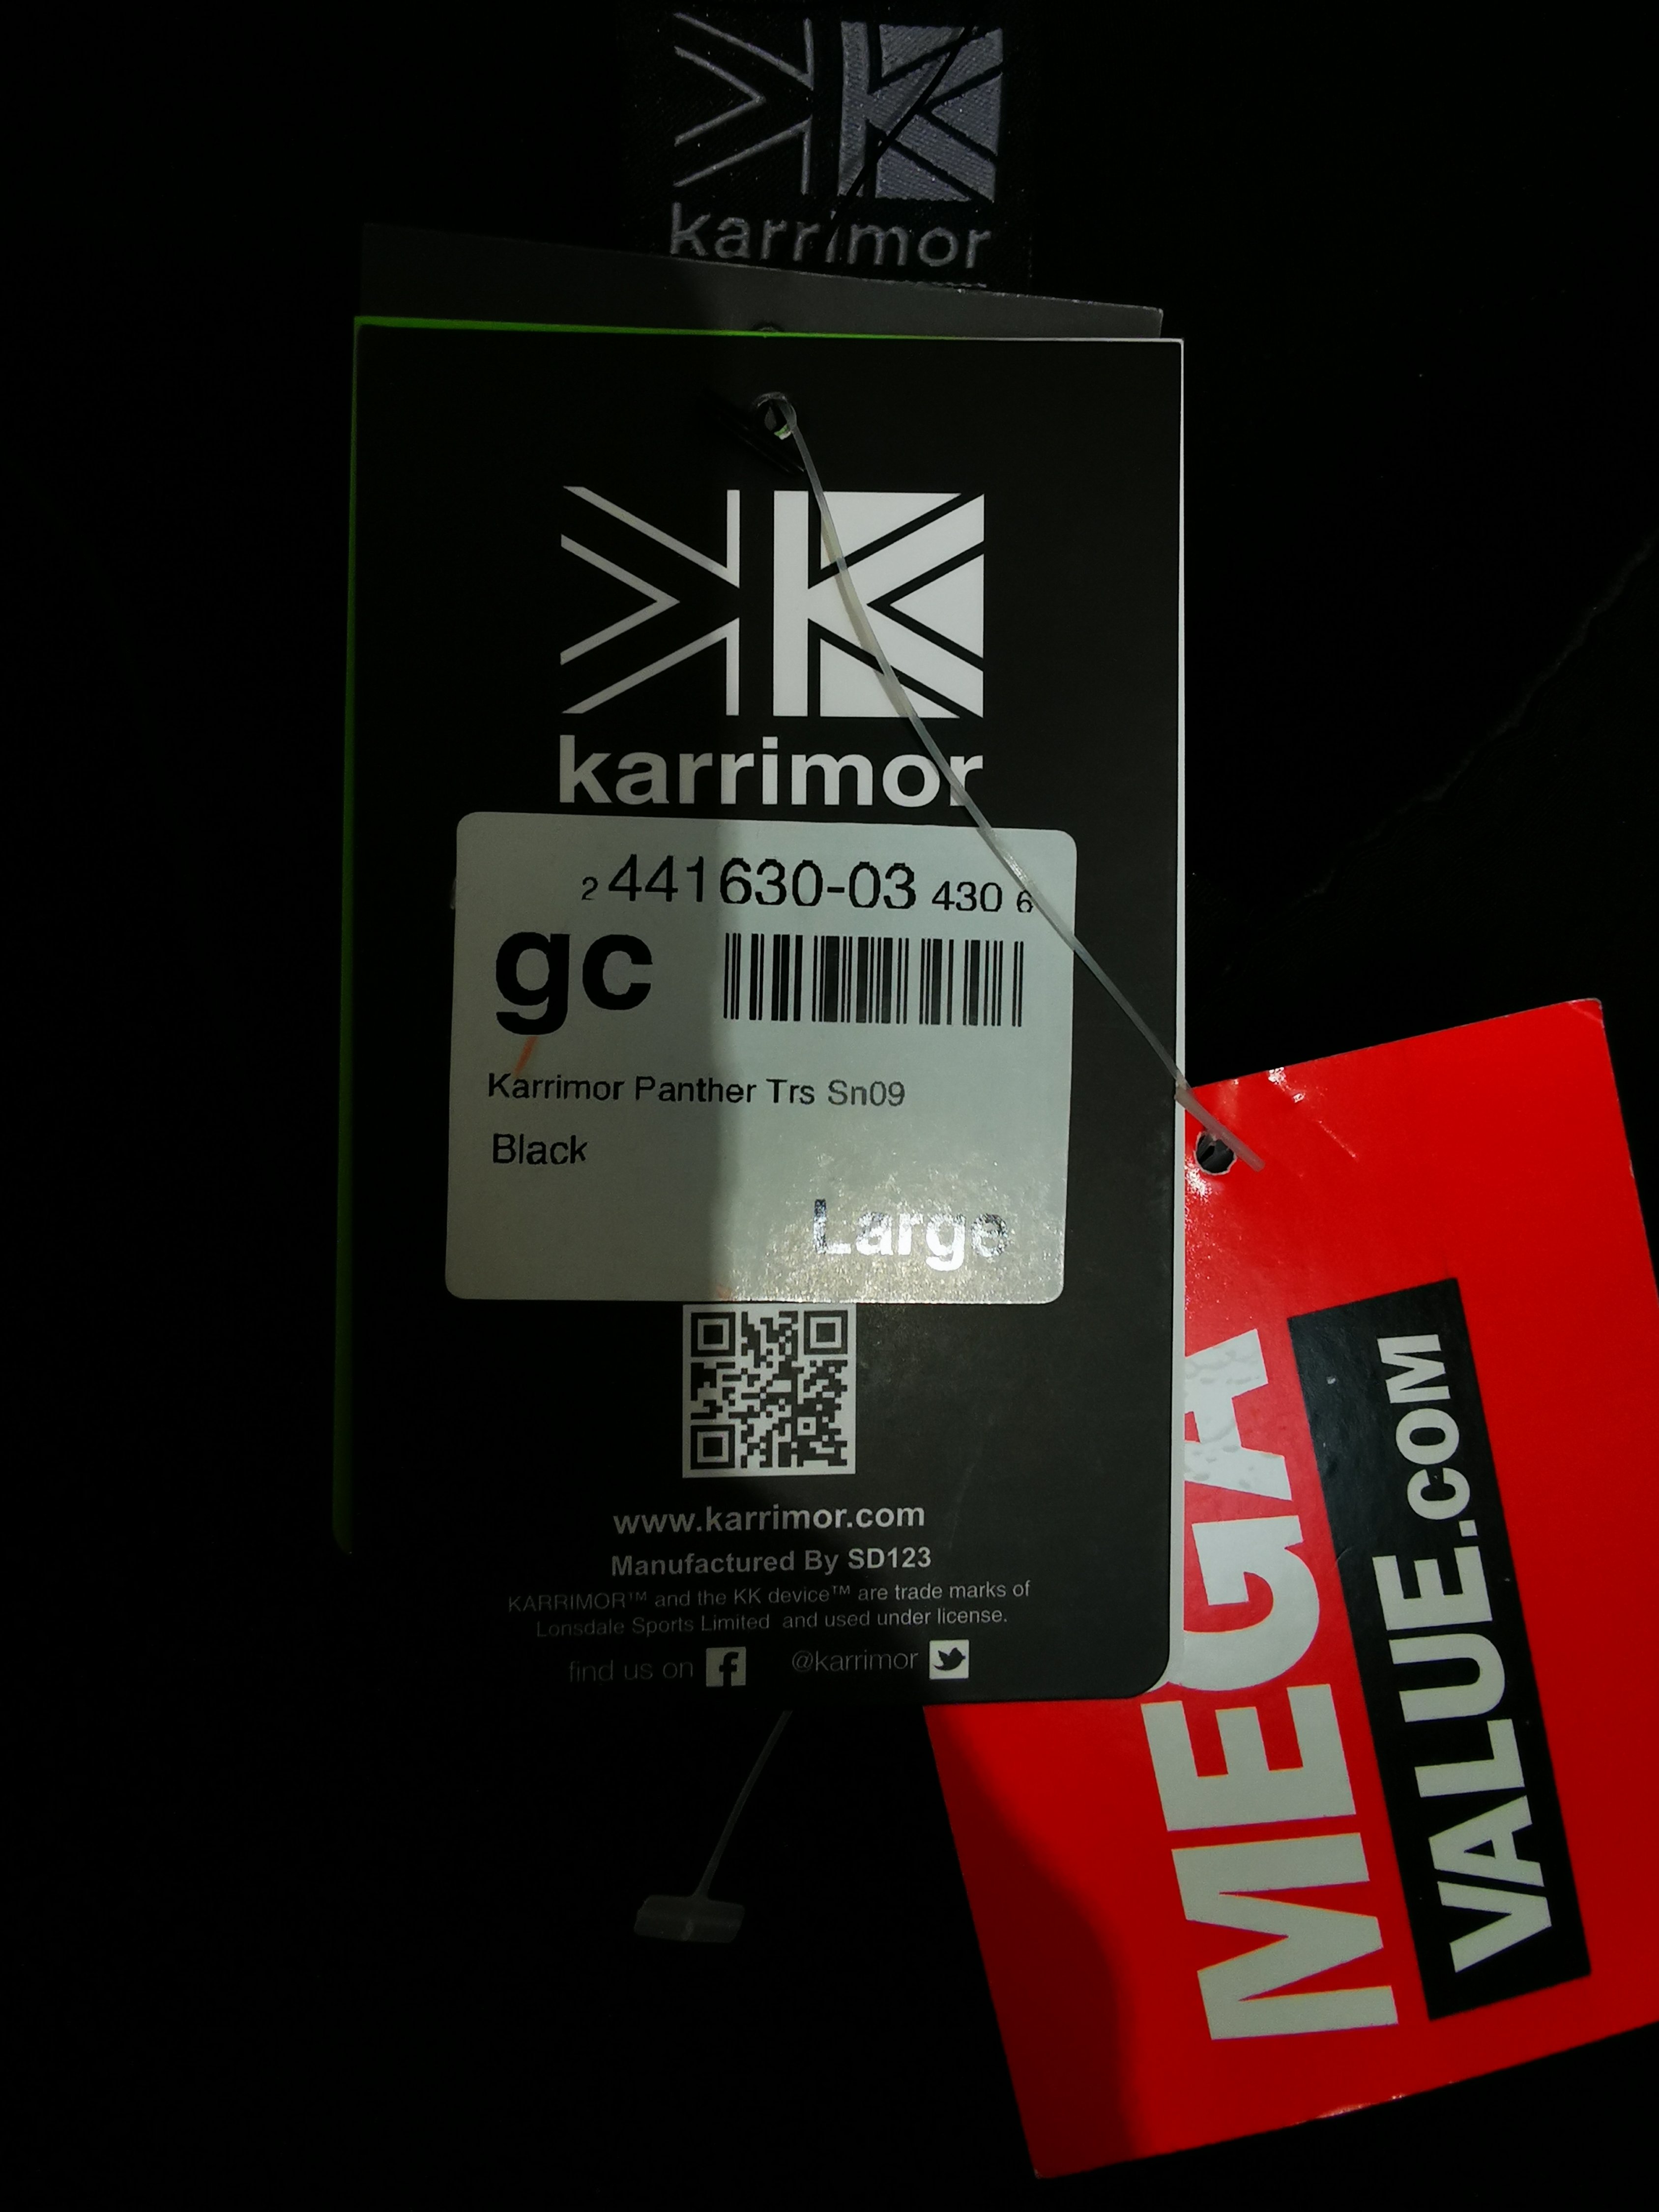 karrimor
karrimor
2 441630-03 430 6
gc
Karrimor Panther Trs Sn09
Black
Large
www.karrimor.com
Manufactured By SD123
KARRIMOR™ and the KK device™ are trade marks of
Lonsdale Sports Limited and used under license.
find us on f @karrimor
MEGA
VALUE.COM